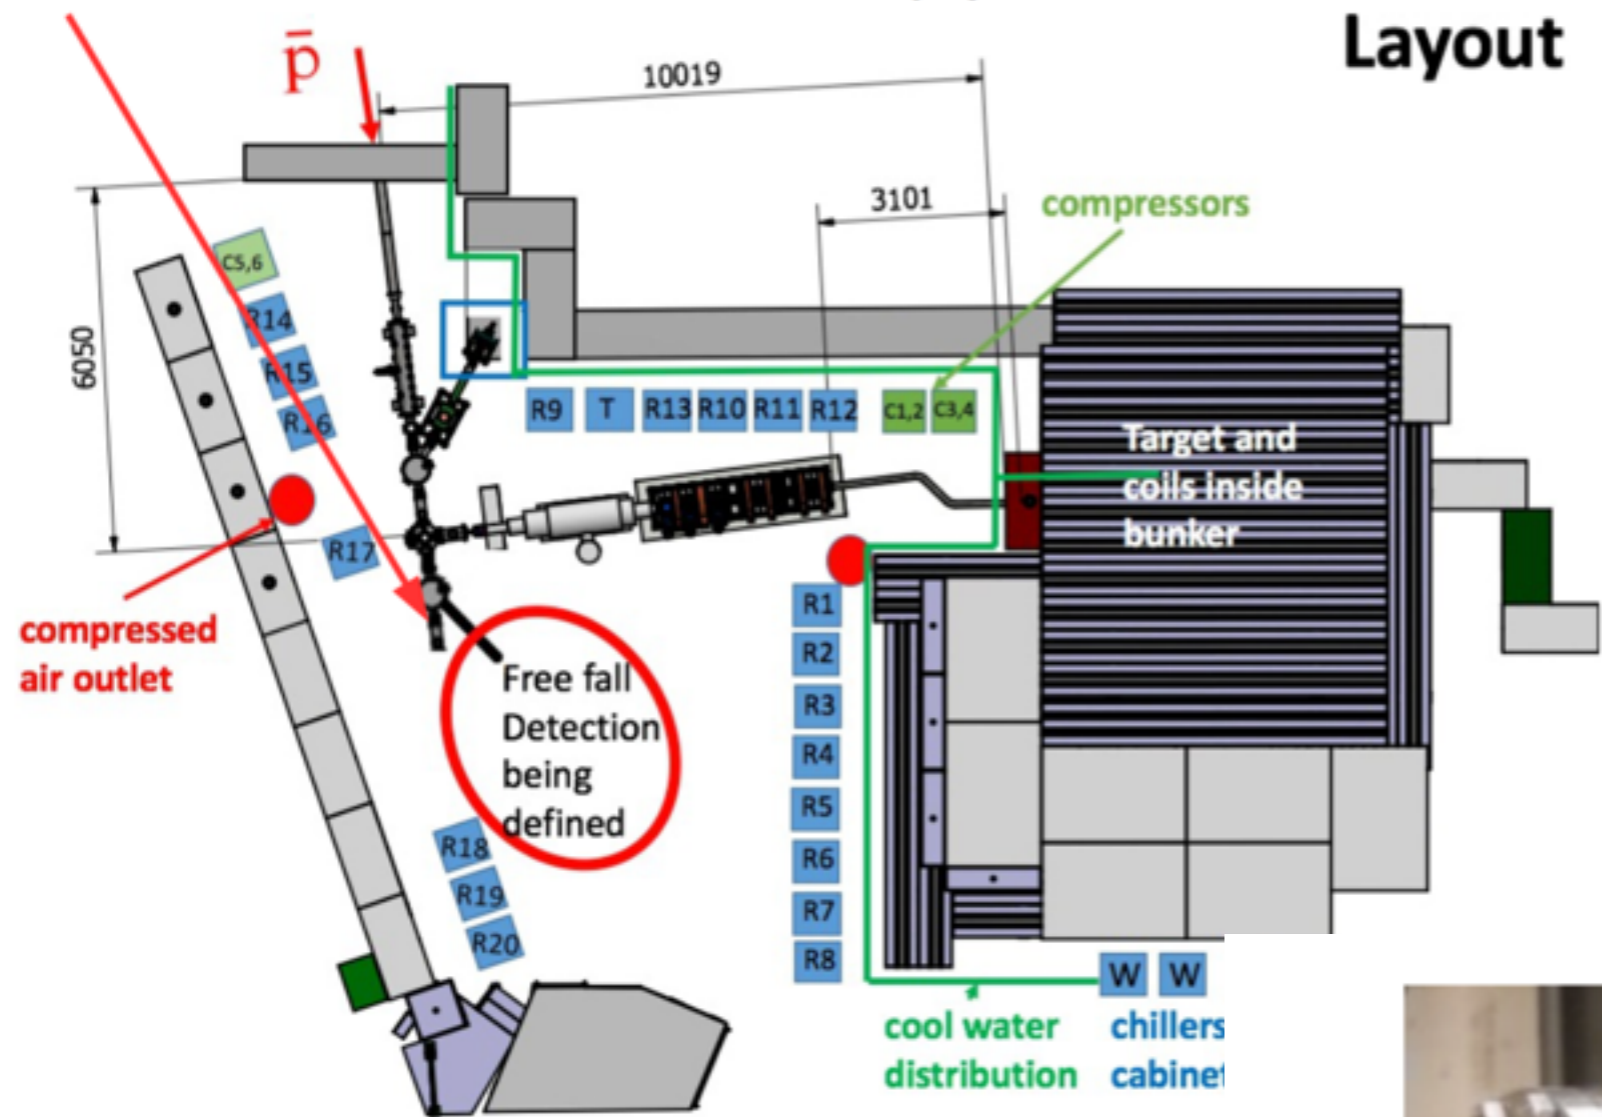 Layout
p̄
10019
3101
compressors
6050
C5,6
R14
R15
R16
R17
R9
T
R13
R10
R11
R12
C1,2
C3,4
Target and
coils inside
bunker
compressed
air outlet
Free fall
Detection
being
defined
R1
R2
R3
R4
R5
R6
R7
R8
R18
R19
R20
W
W
cool water
distribution
chillers
cabinet